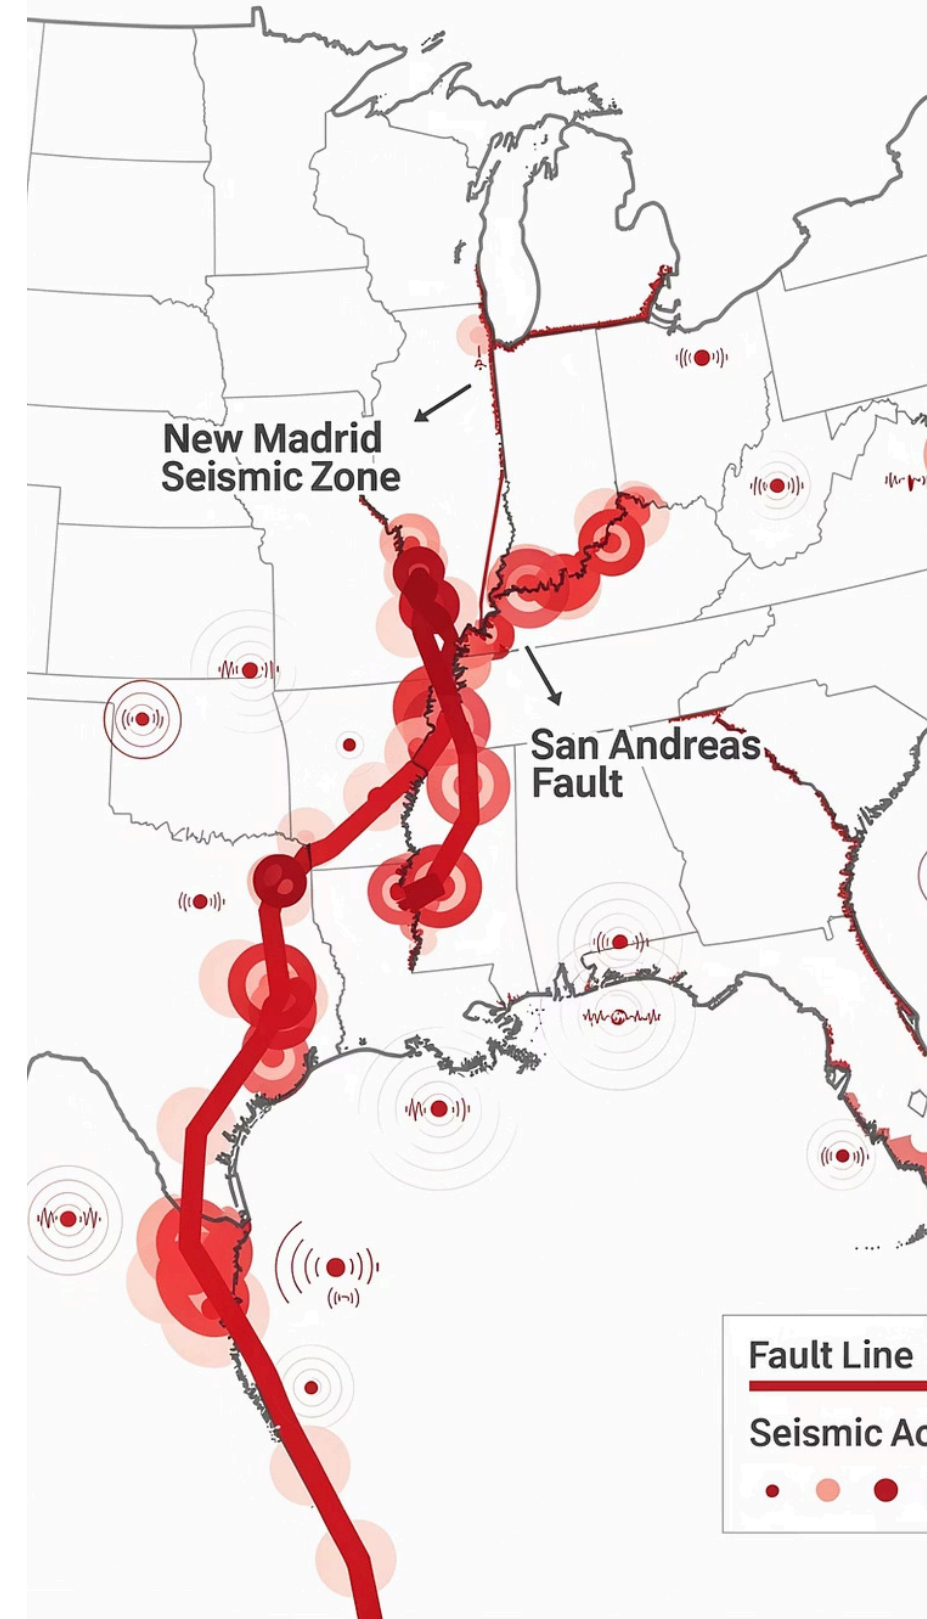 New Madrid
Seismic Zone
San Andreas
Fault
Fault Line
Seismic Ac